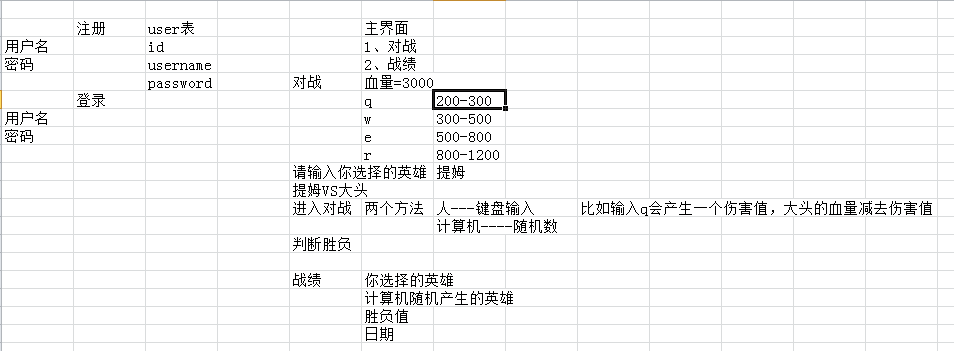 注册 user表 主界面
用户名 id 1、对战
密码 username 2、战绩
password 对战 血量=3000
登录 q 200-300
用户名 w 300-500
密码 e 500-800
r 800-1200
请输入你选择的英雄 提姆
提姆VS大头
进入对战 两个方法 人---键盘输入 比如输入q会产生一个伤害值，大头的血量减去伤害值
计算机----随机数
判断胜负
战绩 你选择的英雄
计算机随机产生的英雄
胜负值
日期